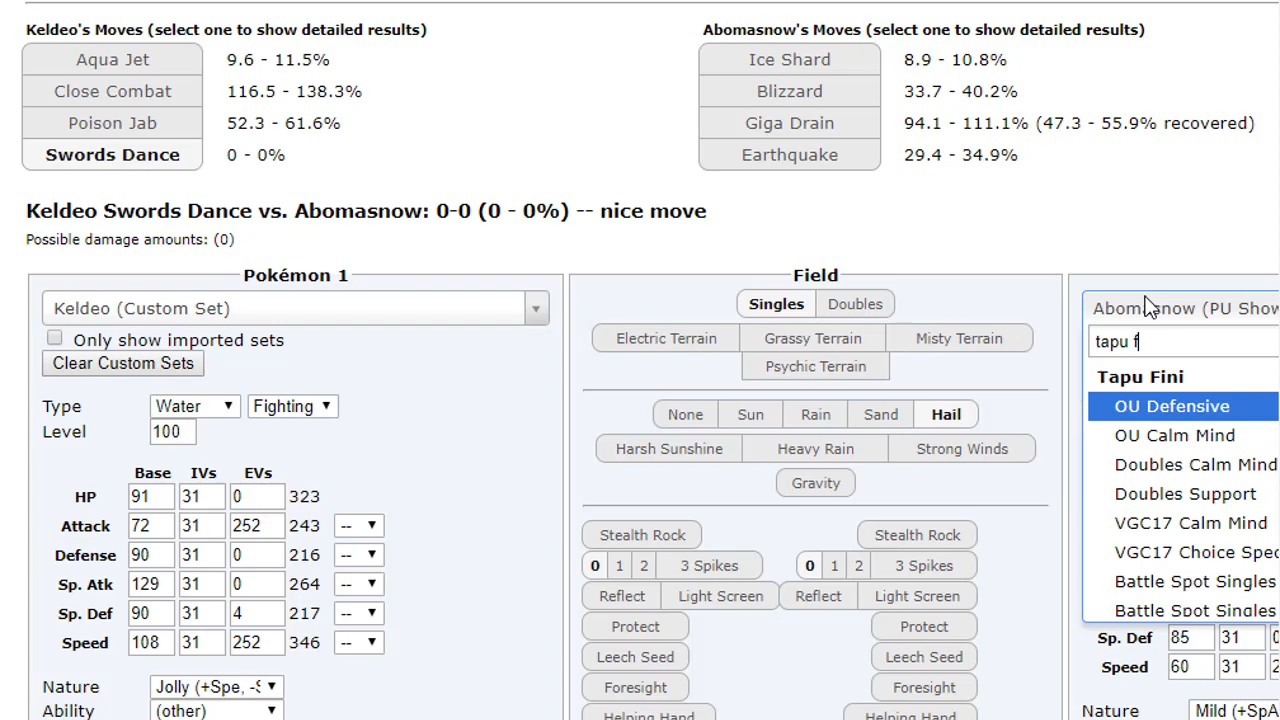 Keldeo's Moves (select one to show detailed results)
Aqua Jet 9.6 - 11.5%
Close Combat 116.5 - 138.3%
Poison Jab 52.3 - 61.6%
Swords Dance 0 - 0%
Abomasnow's Moves (select one to show detailed results)
Ice Shard 8.9 - 10.8%
Blizzard 33.7 - 40.2%
Giga Drain 94.1 - 111.1% (47.3 - 55.9% recovered)
Earthquake 29.4 - 34.9%
Keldeo Swords Dance vs. Abomasnow: 0-0 (0 - 0%) -- nice move
Possible damage amounts: (0)
Pokémon 1
Keldeo (Custom Set)
Only show imported sets
Clear Custom Sets
Type Water Fighting
Level 100
Base IVs EVs
HP 91 31 0 323
Attack 72 31 252 243 --
Defense 90 31 0 216 --
Sp. Atk 129 31 0 264 --
Sp. Def 90 31 4 217 --
Speed 108 31 252 346 --
Nature Jolly (+Spe, -S
Ability (other)
Field
Singles Doubles
Electric Terrain Grassy Terrain Misty Terrain
Psychic Terrain
None Sun Rain Sand Hail
Harsh Sunshine Heavy Rain Strong Winds
Gravity
Stealth Rock Stealth Rock
0 1 2 3 Spikes 0 1 2 3 Spikes
Reflect Light Screen Reflect Light Screen
Protect Protect
Leech Seed Leech Seed
Foresight Foresight
Helping Hand Helping Hand
Abomasnow (PU Show
tapu f
Tapu Fini
OU Defensive
OU Calm Mind
Doubles Calm Mind
Doubles Support
VGC17 Calm Mind
VGC17 Choice Spec
Battle Spot Singles
Battle Spot Singles
Sp. Def 85 31
Speed 60 31
Nature Mild (+SpA